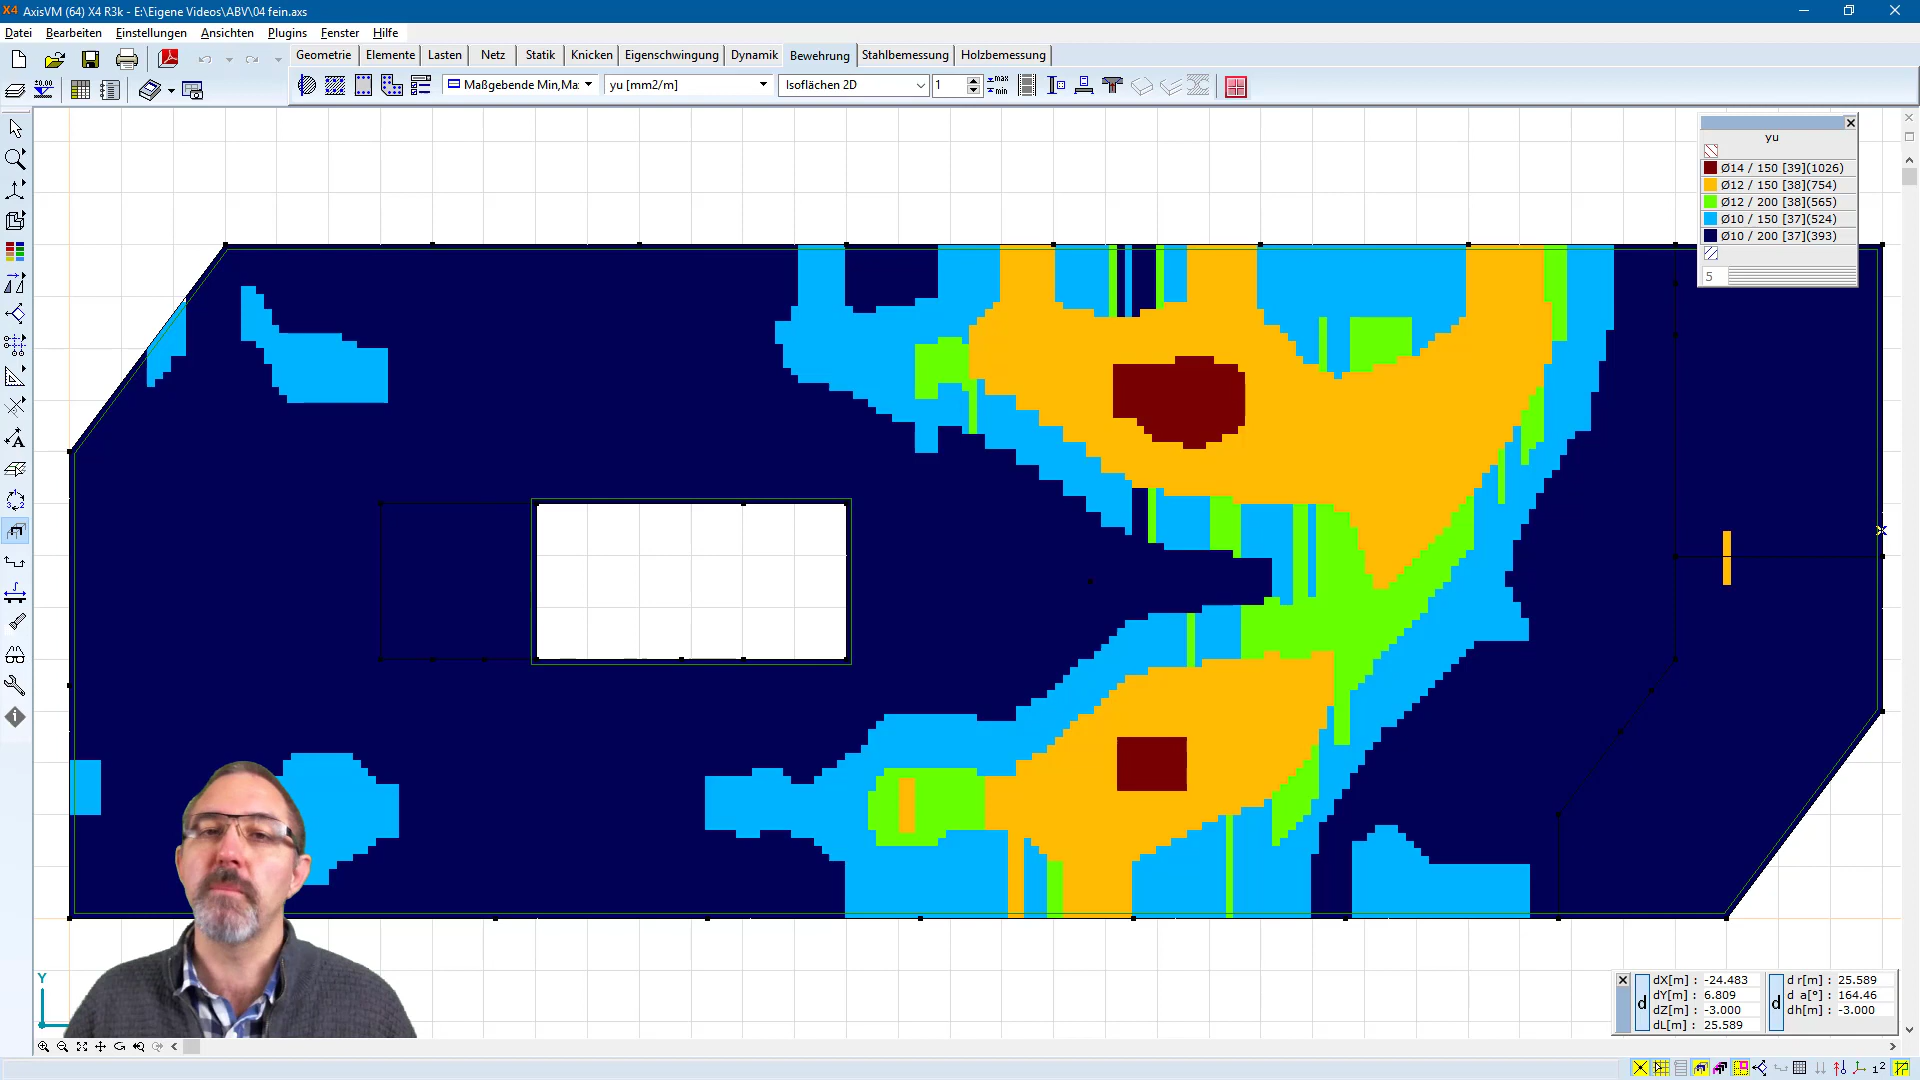 X4 AxisVM (64) X4 R3k - E:\Eigene Videos\ABV\04 fein.axs
Datei Bearbeiten Einstellungen Ansichten Plugins Fenster Hilfe
Geometrie Elemente Lasten Netz Statik Knicken Eigenschwingung Dynamik Bewehrung Stahlbemessung Holzbemessung
Maßgebende Min,Ma: yu [mm2/m] Isoflächen 2D 1 max min
yu
Ø14 / 150 [39](1026)
Ø12 / 150 [38](754)
Ø12 / 200 [38](565)
Ø10 / 150 [37](524)
Ø10 / 200 [37](393)
5
Y
d dX[m] : -24.483 d d r[m] : 25.589
dY[m] : 6.809 d a[°] : 164.46
dZ[m] : -3.000 dh[m] : -3.000
dL[m] : 25.589